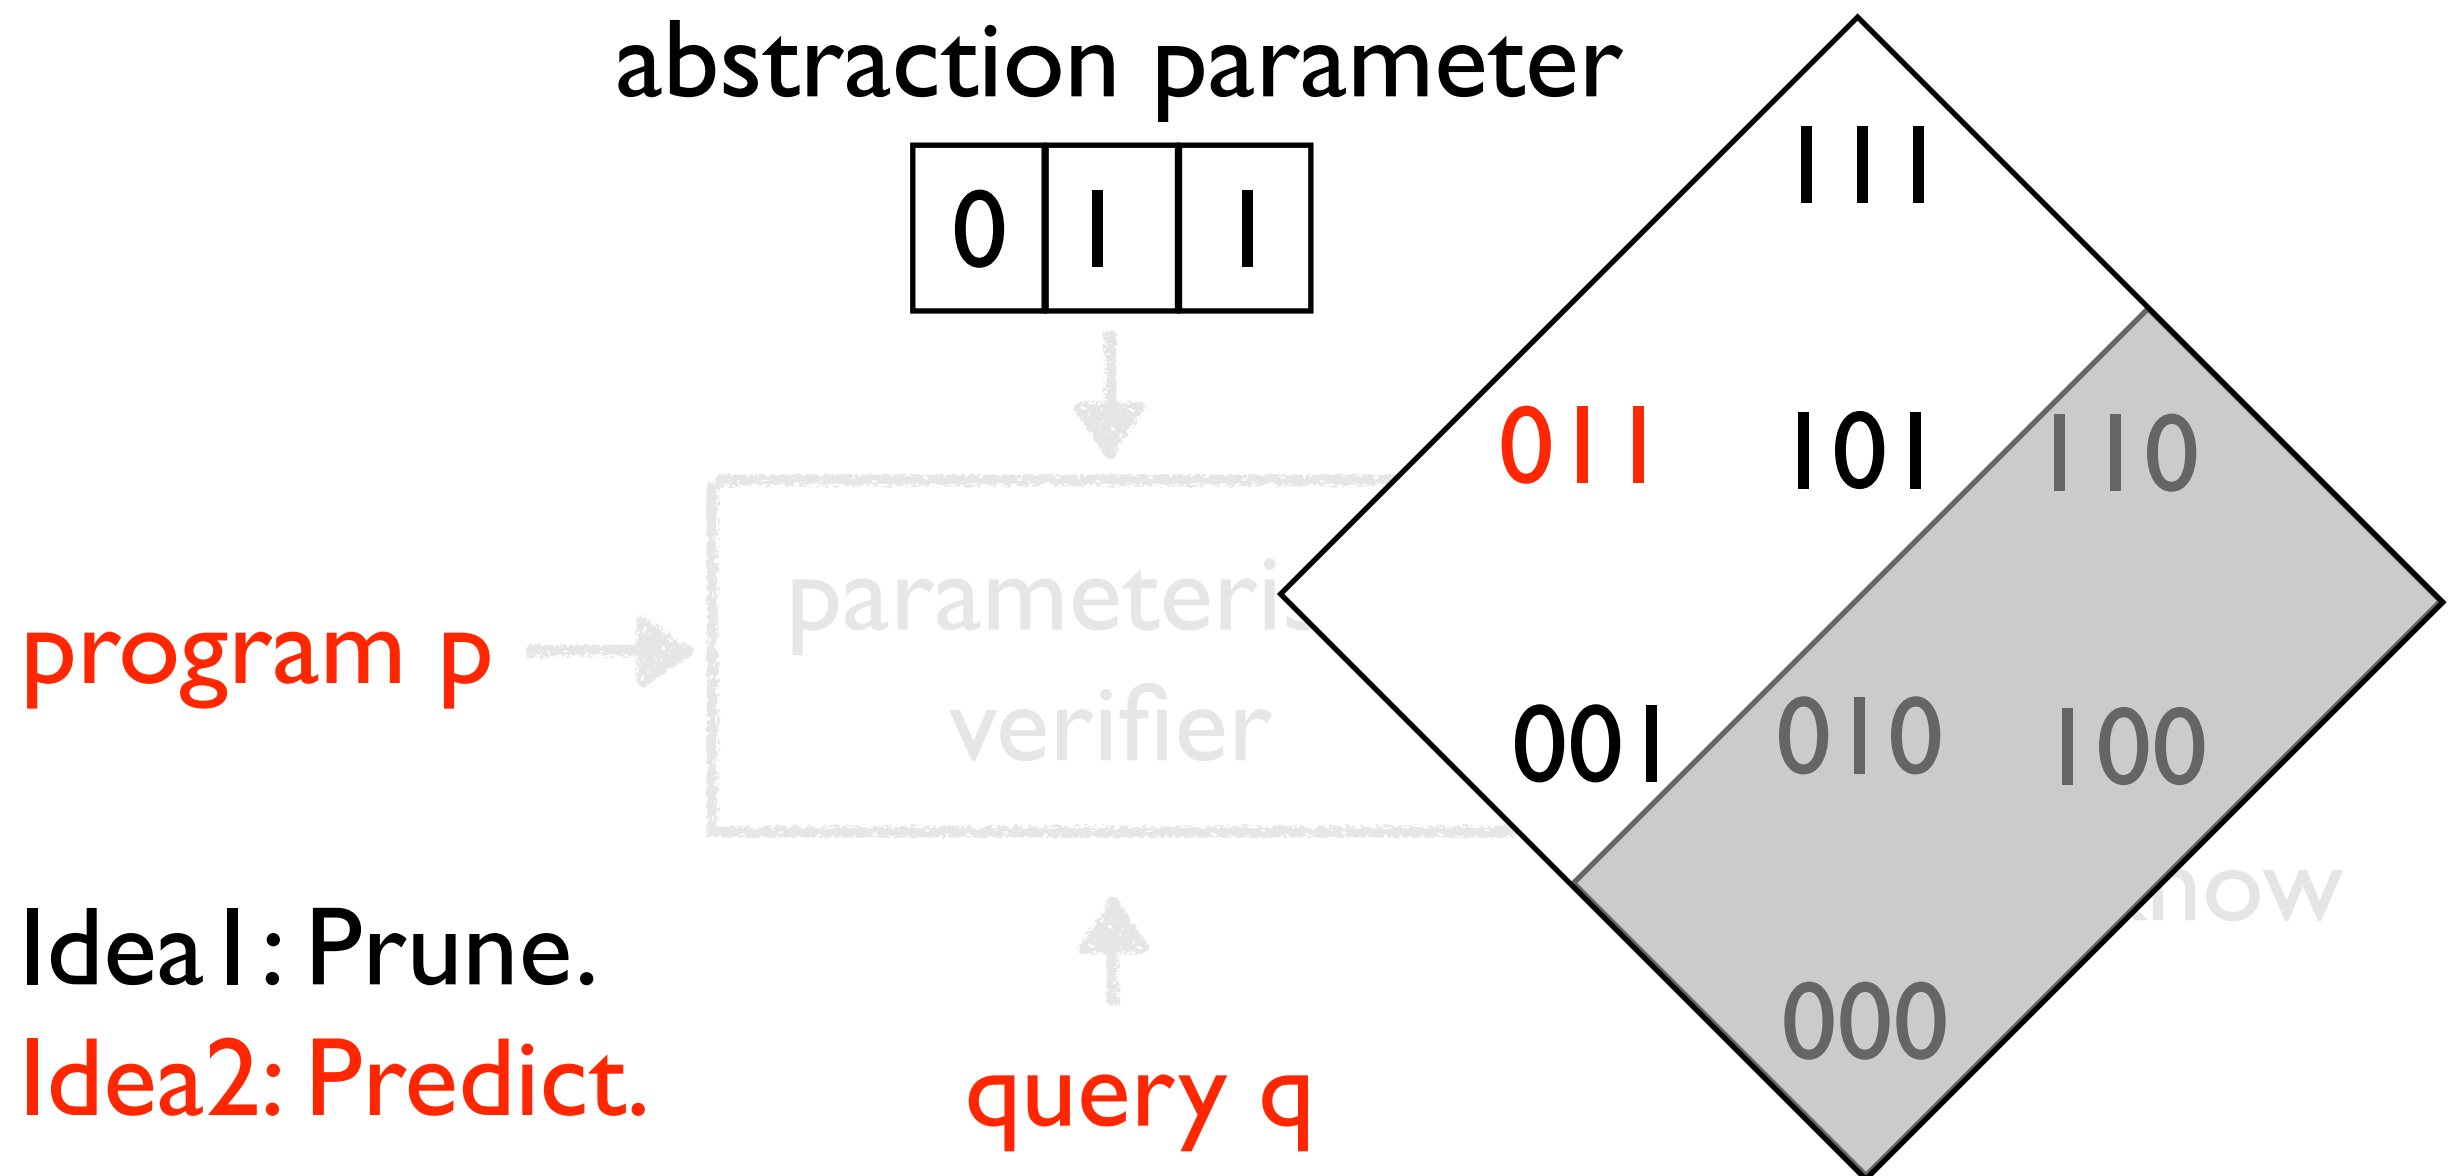 abstraction parameter
0 1 1
111
011 101 110
program p
verifier
001 010 100
Idea1: Prune.
000
Idea2: Predict.
query q